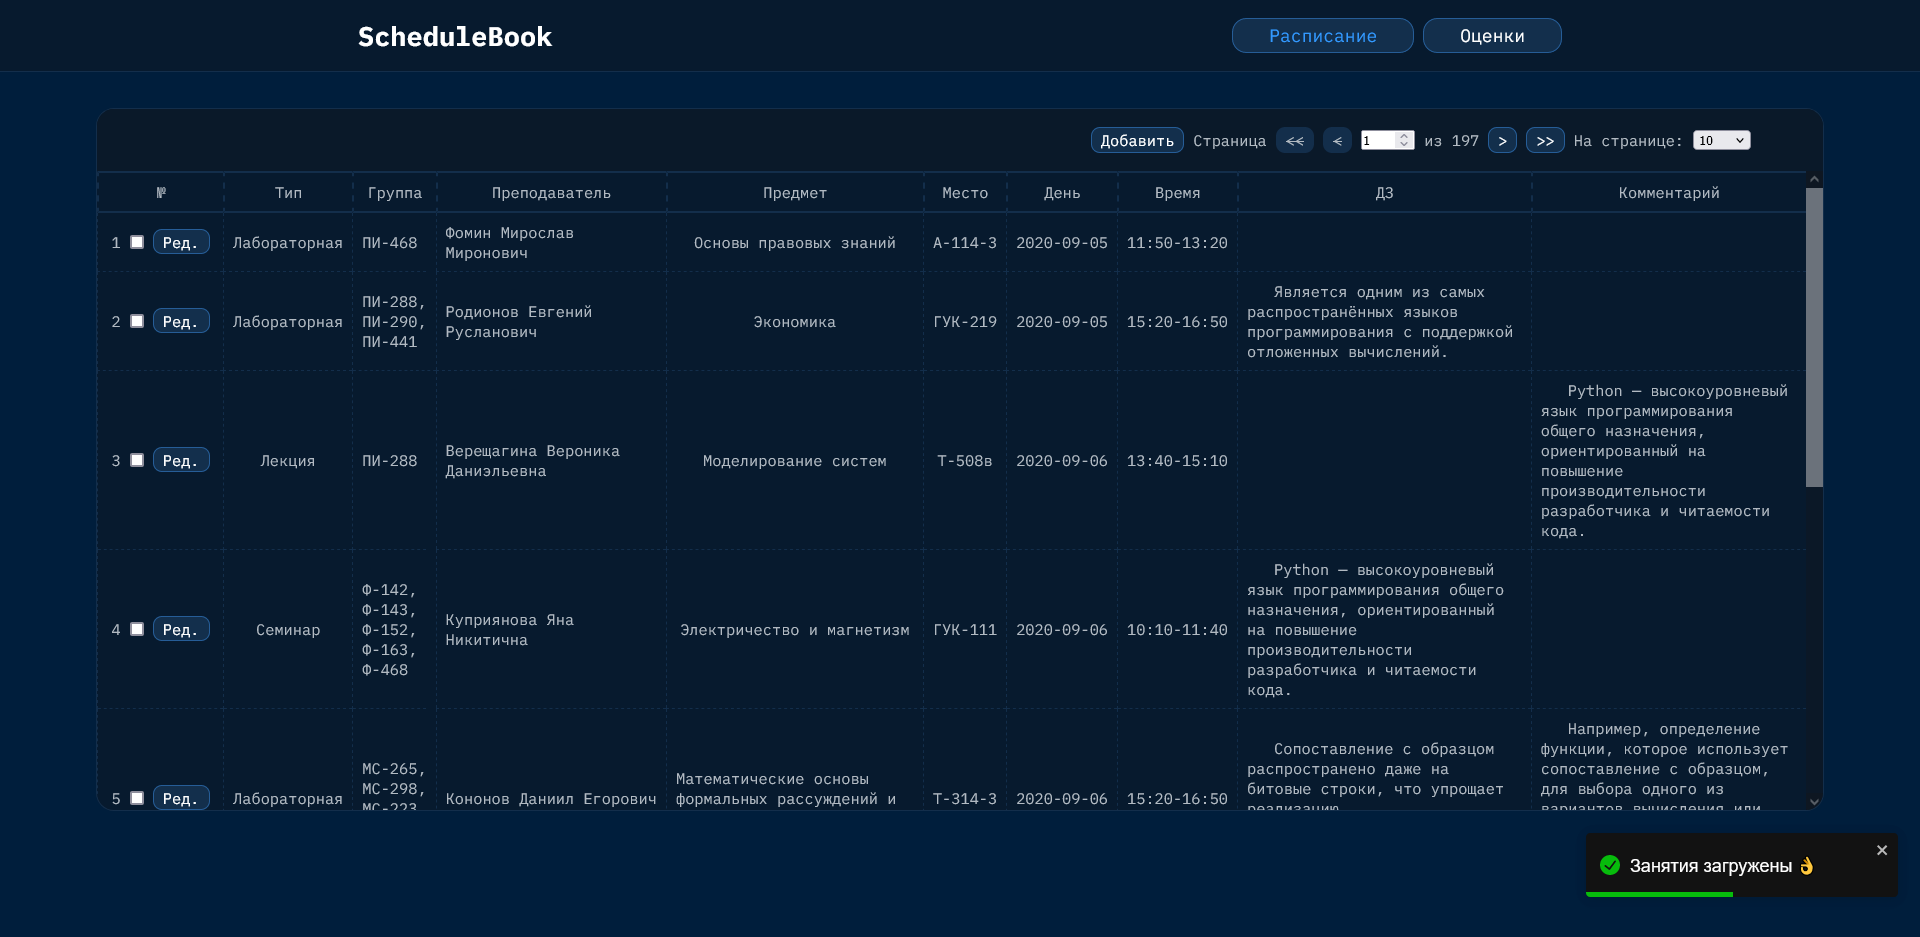 ScheduleBook
Расписание Оценки
Добавить Страница << < 1 из 197 > >> На странице: 10
№ Тип Группа Преподаватель Предмет Место День Время ДЗ Комментарий
1 Ред. Лабораторная ПИ-468 Фомин Мирослав
Миронович
Основы правовых знаний А-114-3 2020-09-05 11:50-13:20
2 Ред. Лабораторная
ПИ-288,
ПИ-290,
ПИ-441
Родионов Евгений
Русланович
Экономика ГУК-219 2020-09-05 15:20-16:50
Является одним из самых
распространённых языков
программирования с поддержкой
отложенных вычислений.
3 Ред. Лекция ПИ-288
Верещагина Вероника
Даниэльевна
Моделирование систем Т-508в 2020-09-06 13:40-15:10
Python — высокоуровневый
язык программирования
общего назначения,
ориентированный на
повышение
производительности
разработчика и читаемости
кода.
4 Ред. Семинар
Ф-142,
Ф-143,
Ф-152,
Ф-163,
Ф-468
Куприянова Яна
Никитична
Электричество и магнетизм ГУК-111 2020-09-06 10:10-11:40
Python — высокоуровневый
язык программирования общего
назначения, ориентированный
на повышение
производительности
разработчика и читаемости
кода.
5 Ред. Лабораторная
МС-265,
МС-298,
МС-223
Кононов Даниил Егорович
Математические основы
формальных рассуждений и
Т-314-3 2020-09-06 15:20-16:50
Сопоставление с образцом
распространено даже на
битовые строки, что упрощает
реализацию
Например, определение
функции, которое использует
сопоставление с образцом,
для выбора одного из
вариантов вычисления или
Занятия загружены 👌